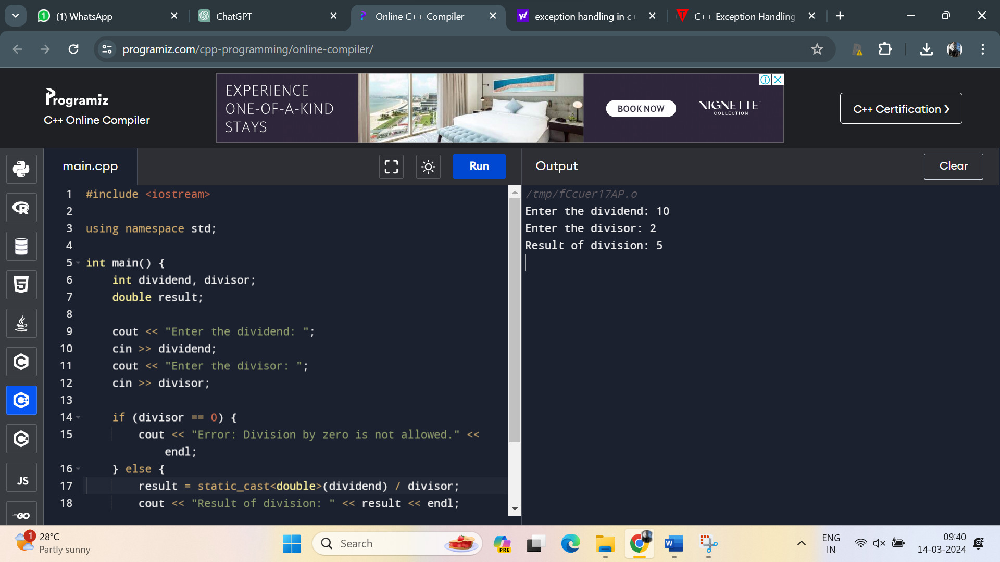 (1) WhatsApp
ChatGPT
Online C++ Compiler
exception handling in c+
C++ Exception Handling
programiz.com/cpp-programming/online-compiler/
Programiz
C++ Online Compiler
EXPERIENCE
ONE-OF-A-KIND
STAYS
BOOK NOW
VIGNETTE
COLLECTION
C++ Certification >
main.cpp
Run
Output
Clear
1 #include <iostream>
2
3 using namespace std;
4
5 int main() {
6 int dividend, divisor;
7 double result;
8
9 cout << "Enter the dividend: ";
10 cin >> dividend;
11 cout << "Enter the divisor: ";
12 cin >> divisor;
13
14 if (divisor == 0) {
15 cout << "Error: Division by zero is not allowed." <<
endl;
16 } else {
17 result = static_cast<double>(dividend) / divisor;
18 cout << "Result of division: " << result << endl;
/tmp/fCcuer17AP.o
Enter the dividend: 10
Enter the divisor: 2
Result of division: 5
JS
GO
1
28°C
Partly sunny
Search
PRE
ENG
IN
09:40
14-03-2024